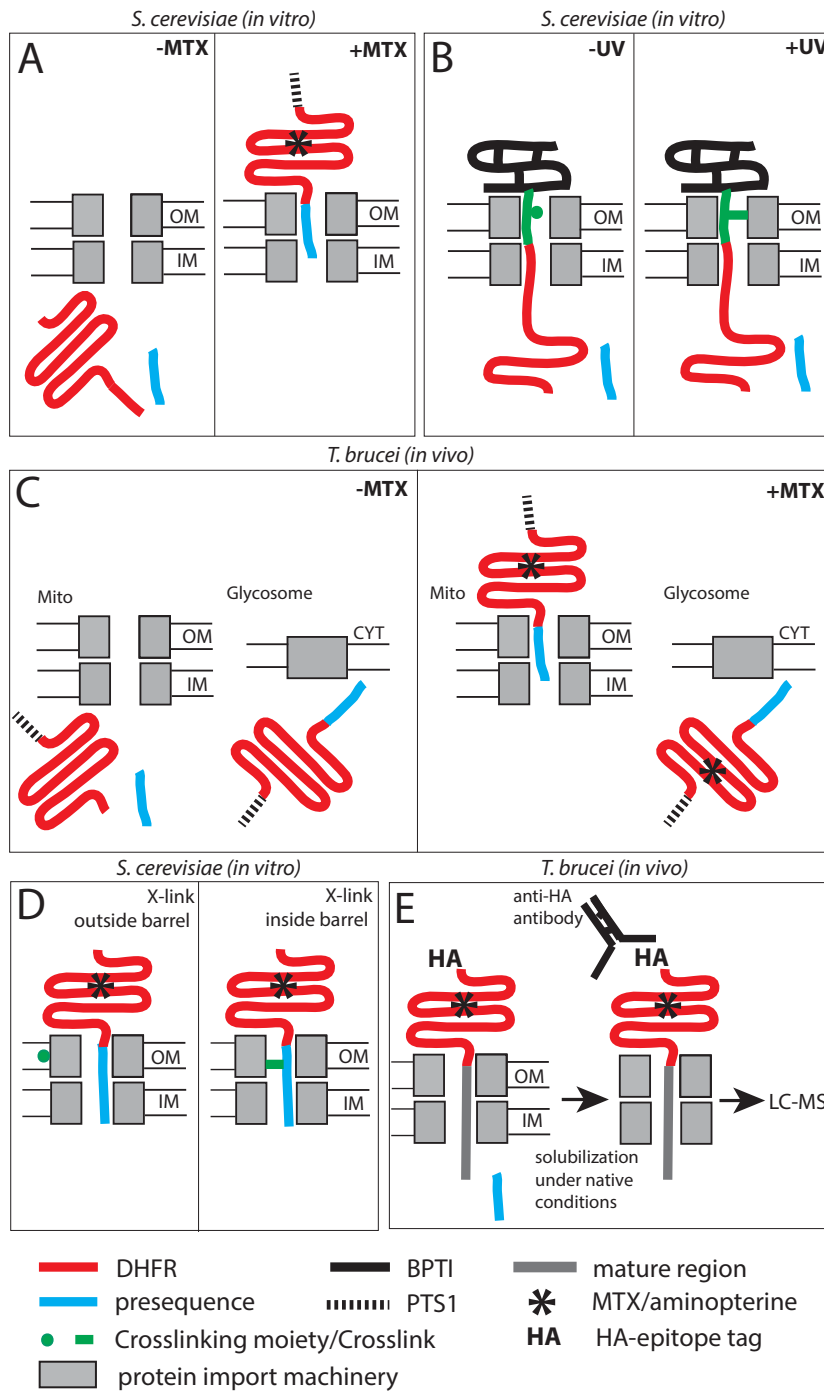 S. cerevisiae (in vitro)
S. cerevisiae (in vitro)
A
-MTX
+MTX
OM
IM
OM
IM
B
-UV
+UV
OM
IM
OM
IM
T. brucei (in vivo)
C
-MTX
Mito
Glycosome
OM
IM
CYT
+MTX
Mito
Glycosome
OM
IM
CYT
S. cerevisiae (in vitro)
D
X-link
outside barrel
X-link
inside barrel
OM
IM
OM
IM
T. brucei (in vivo)
E
anti-HA
antibody
HA
HA
OM
IM
LC-MS
solubilization
under native
conditions
DHFR
BPTI
mature region
presequence
PTS1
MTX/aminopterine
Crosslinking moiety/Crosslink
HA
HA-epitope tag
protein import machinery